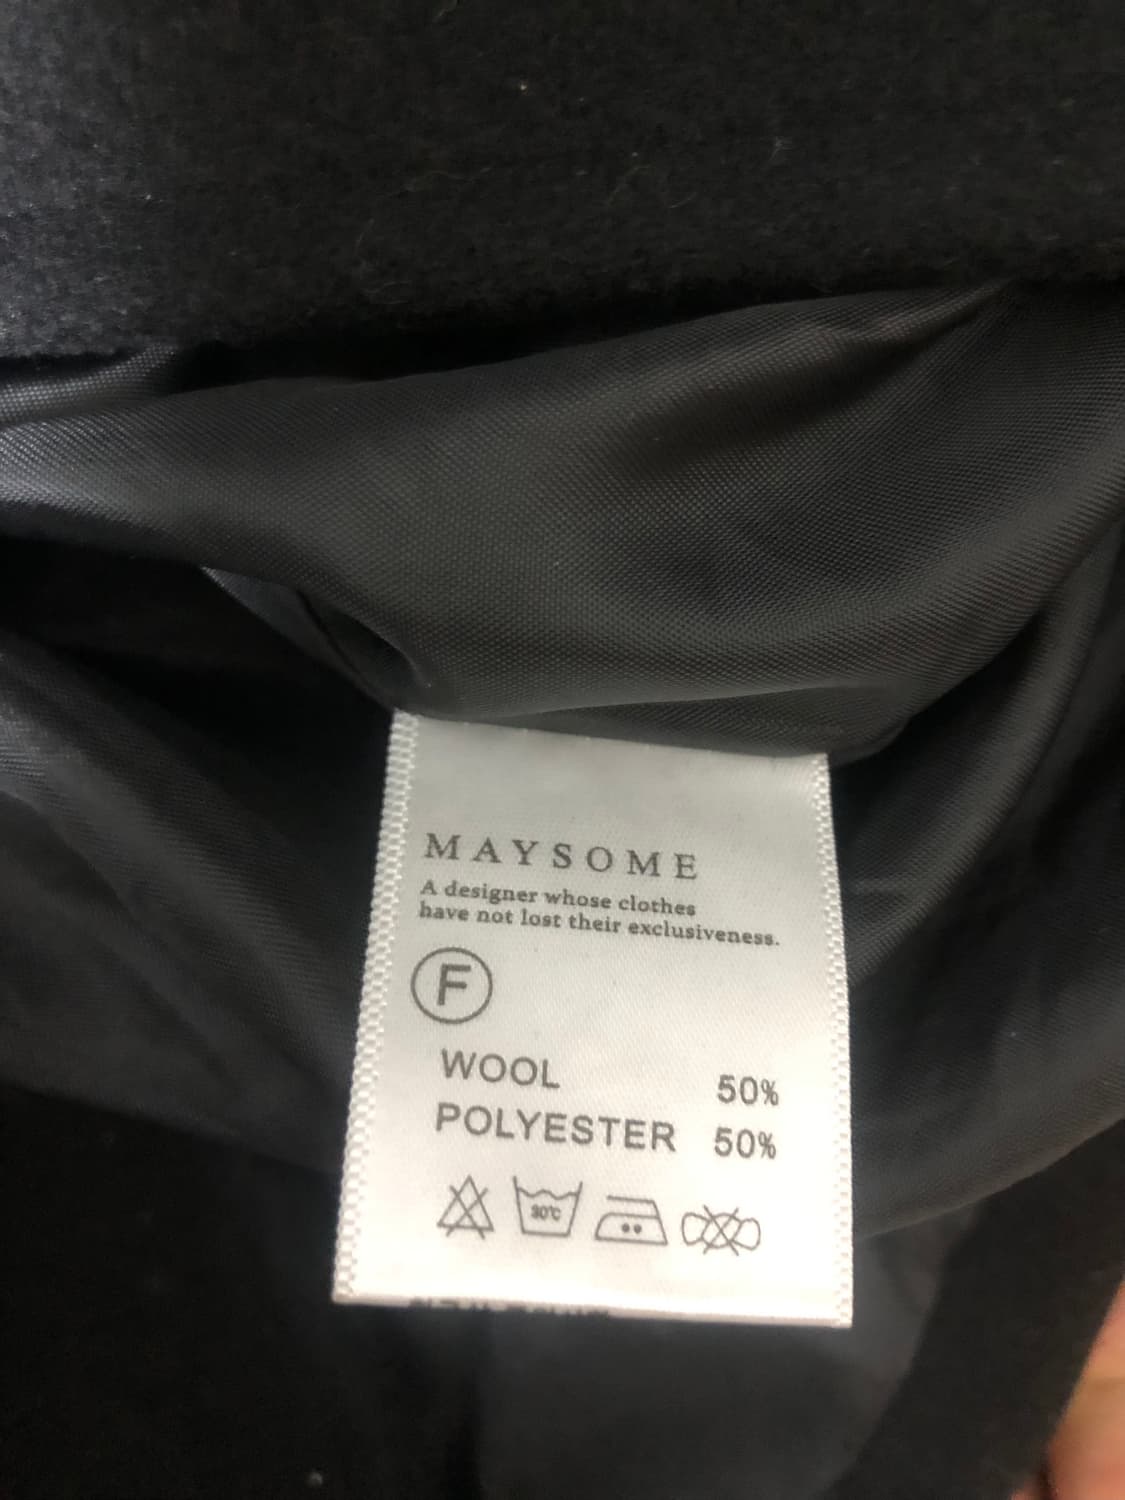 MAYSOME
A designer whose clothes
have not lost their exclusiveness.
F
WOOL 50%
POLYESTER 50%
30℃